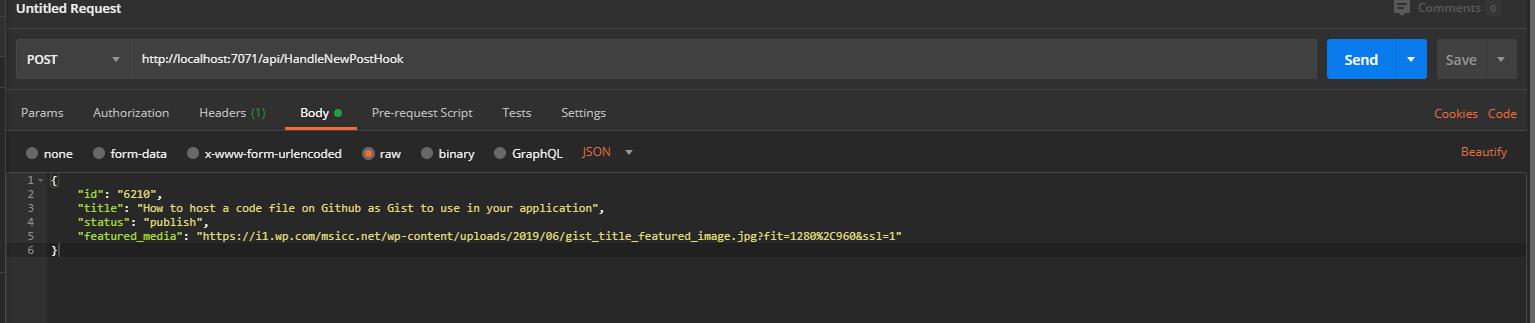 Untitled Request
Comments 0
POST http://localhost:7071/api/HandleNewPostHook Send Save
Params Authorization Headers (1) Body Pre-request Script Tests Settings Cookies Code
none form-data x-www-form-urlencoded raw binary GraphQL JSON Beautify
1 {
2 "id": "6210",
3 "title": "How to host a code file on Github as Gist to use in your application",
4 "status": "publish",
5 "featured_media": "https://i1.wp.com/msicc.net/wp-content/uploads/2019/06/gist_title_featured_image.jpg?fit=1280%2C960&ssl=1"
6 }